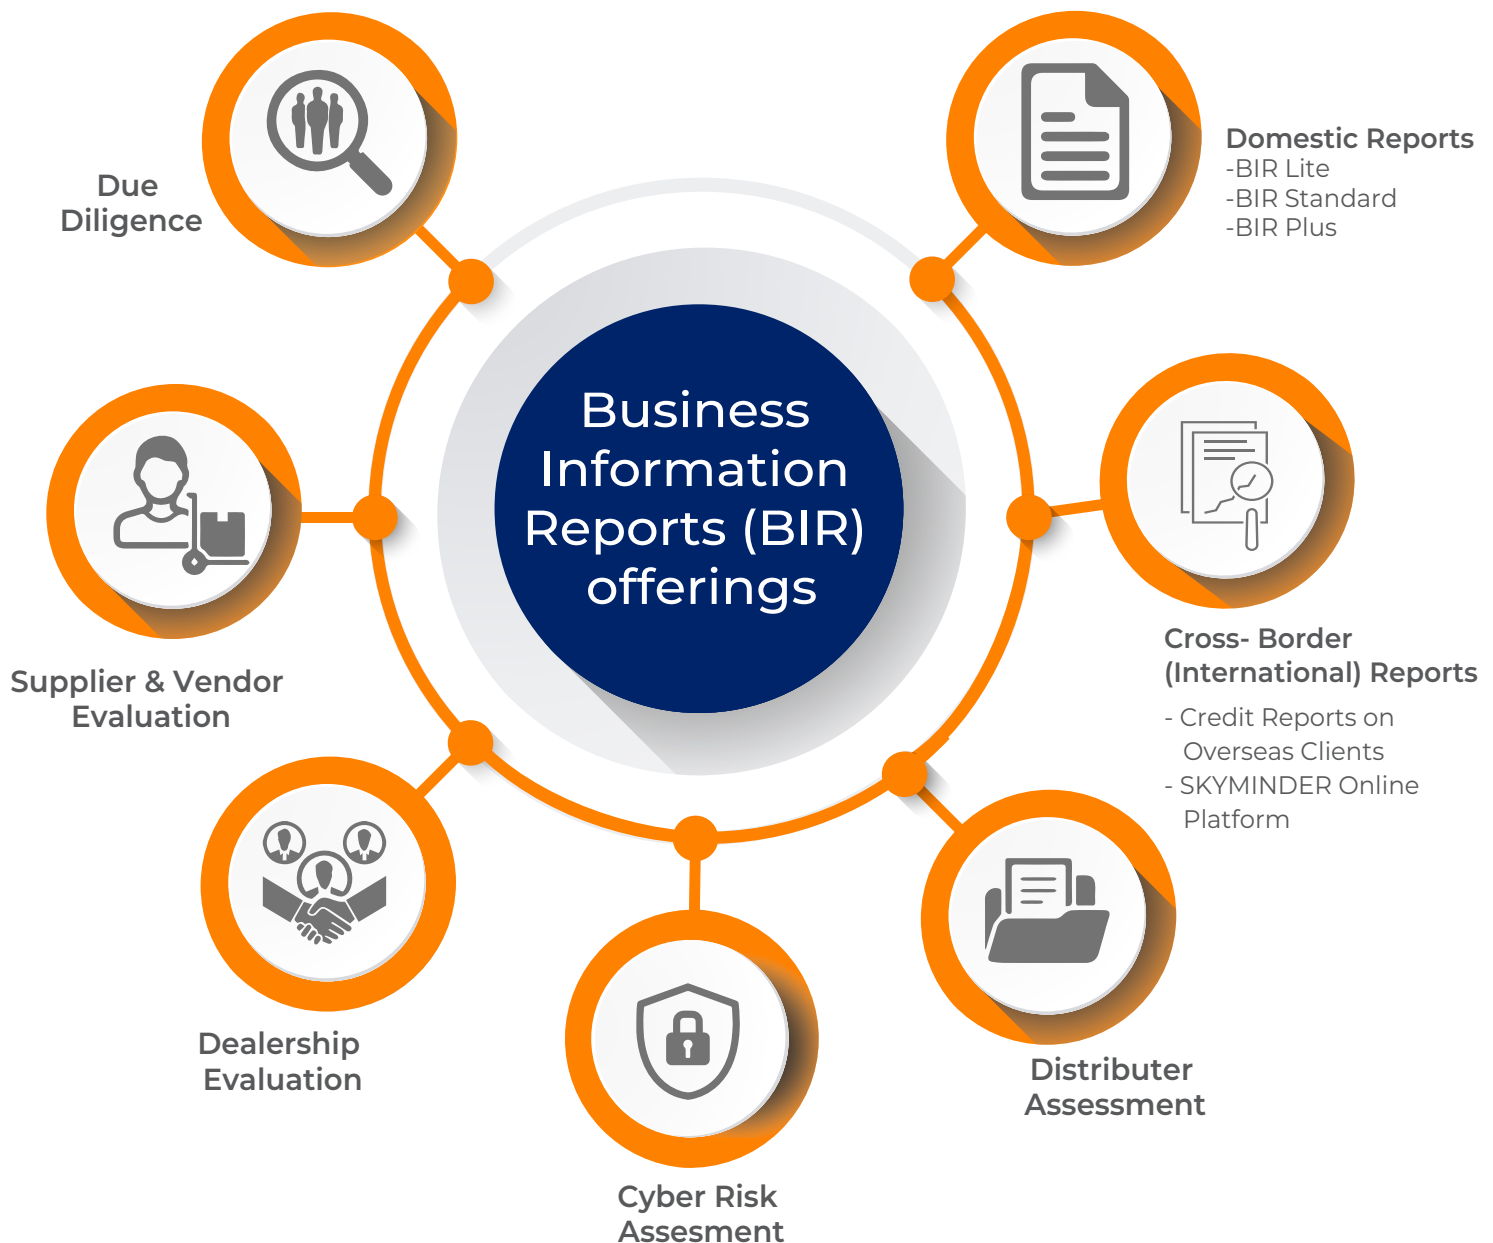 Business
Information
Reports (BIR)
offerings
Domestic Reports
-BIR Lite
-BIR Standard
-BIR Plus
Cross- Border
(International) Reports
- Credit Reports on
Overseas Clients
- SKYMINDER Online
Platform
Distributer
Assessment
Cyber Risk
Assesment
Dealership
Evaluation
Supplier & Vendor
Evaluation
Due
Diligence